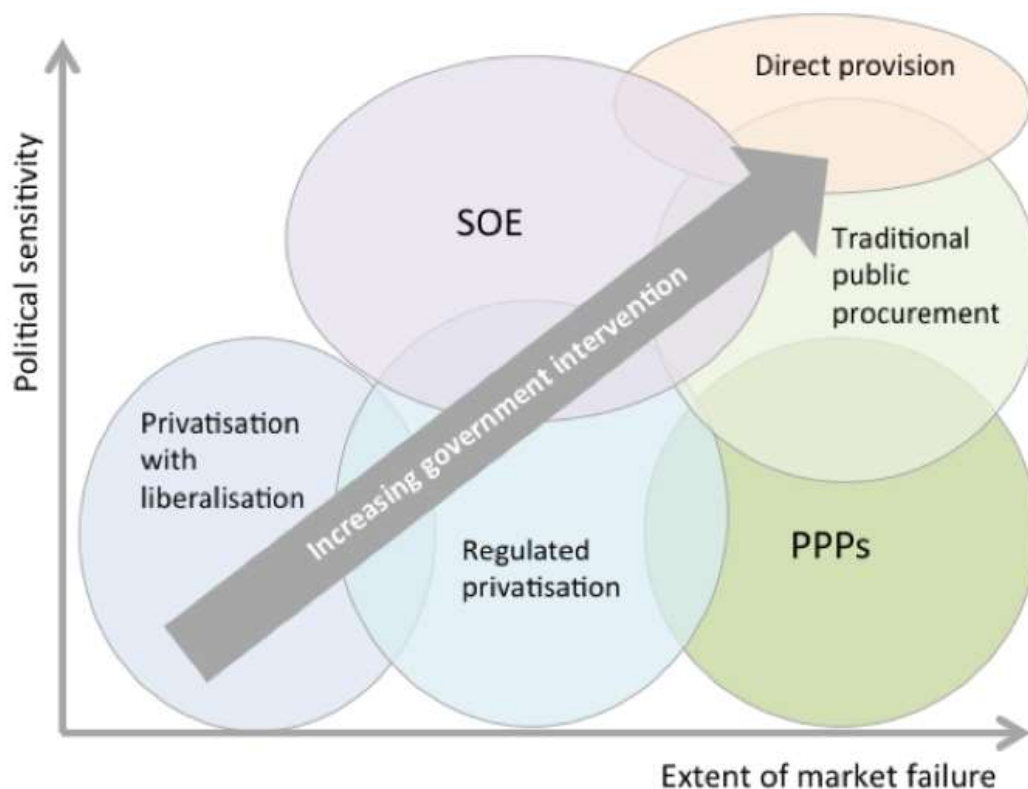 Direct provision
Political sensitivity
SOE
Traditional
public
procurement
Increasing government intervention
Privatisation
with
liberalisation
Regulated
privatisation
PPPs
Extent of market failure